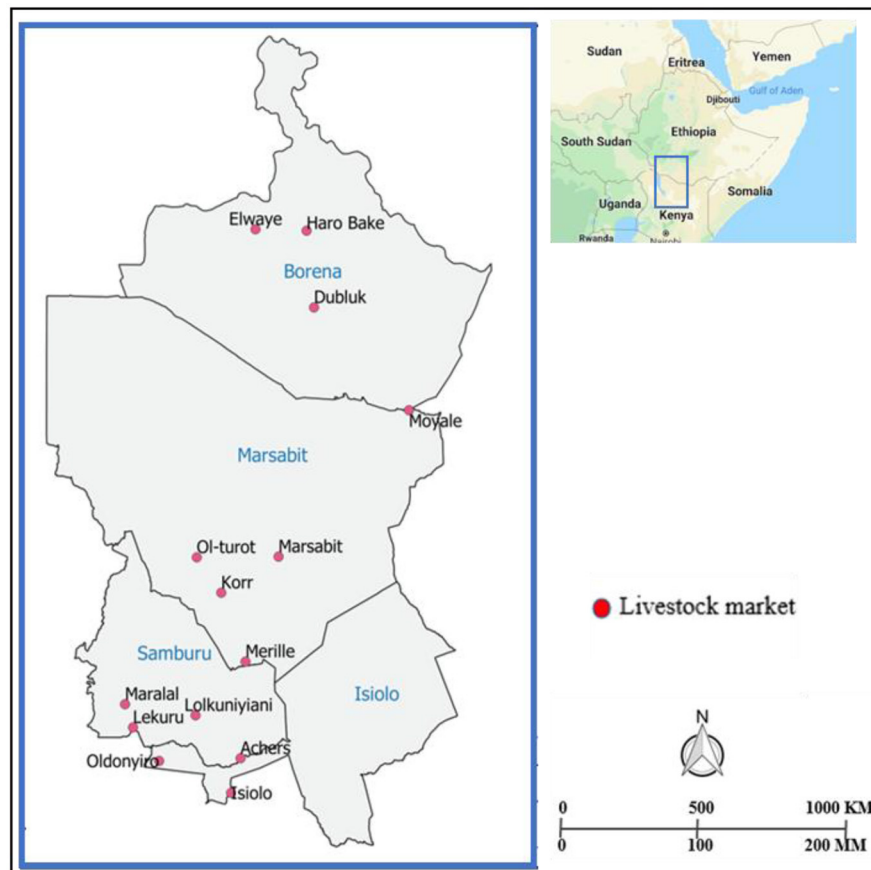 Elwaye
Haro Bake
Borena
Dubluk
Moyale
Marsabit
Ol-turot
Marsabit
Korr
Samburu
Merille
Isiolo
Maralal
Lolkuniyiani
Lekuru
Oldonyiro
Achers
Isiolo
Sudan
Eritrea
Yemen
Gulf of Aden
Djibouti
South Sudan
Ethiopia
Somalia
Uganda
Kenya
Rwanda
Nairobi
Livestock market
N
0 500 1000 KM
0 100 200 MM